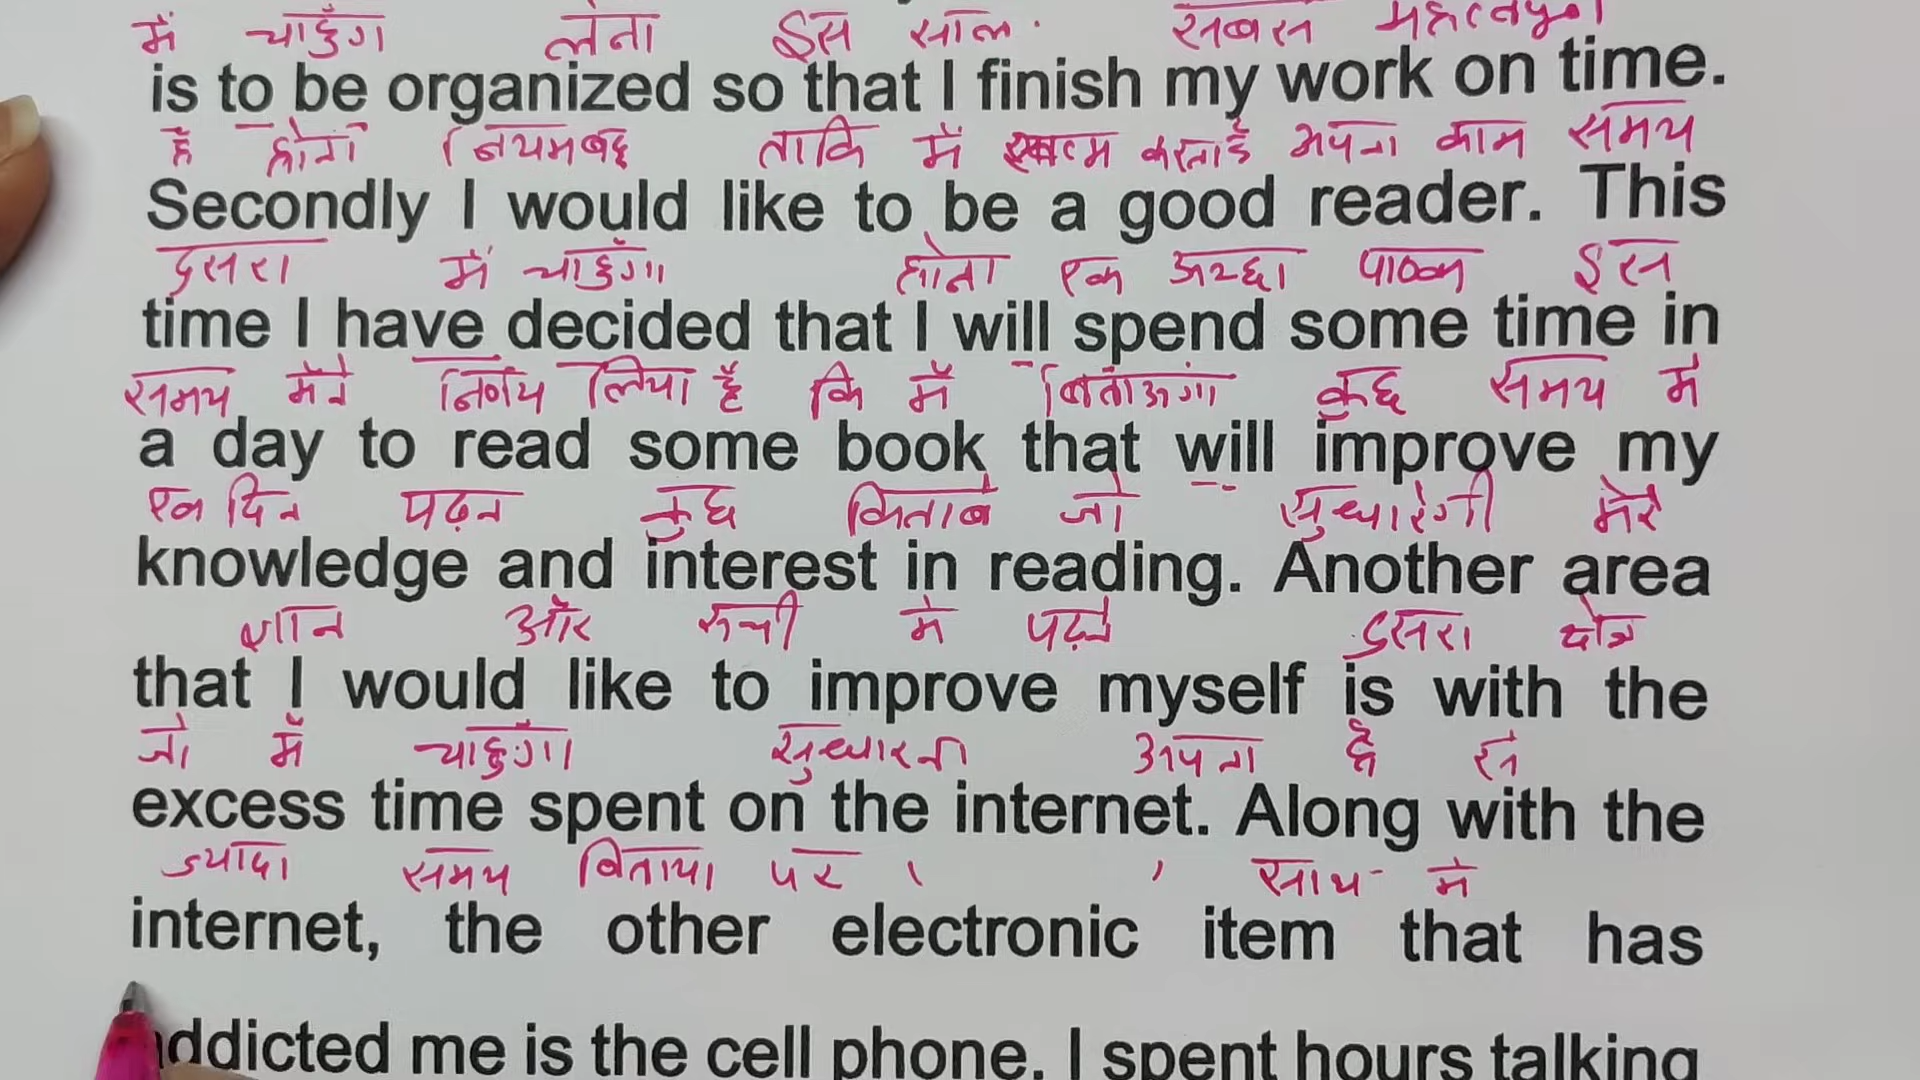 में चाहुँगा लेना इस साल सबसे महत्वपूर्ण
is to be organized so that I finish my work on time.
है होना नियमबद्ध ताकि में खत्म करता हुँ अपना काम समय
Secondly I would like to be a good reader. This
दुसरा में चाहुँगा होना एक अच्छा पाठक इस
time I have decided that I will spend some time in
समय मैंने निर्णय लिया है कि में बिताऊगा कुछ समय में
a day to read some book that will improve my
एक दिन पढ़ने कुछ किताबे जो सुधारेगी मेरे
knowledge and interest in reading. Another area
ज्ञान और रुची मे पढ़ने दुसरा क्षेत्र
that I would like to improve myself is with the
जो में चाहुँगा सुधारना अपना है से
excess time spent on the internet. Along with the
ज्यादा समय बिताया पर साथ मे
internet, the other electronic item that has
addicted me is the cell phone. I spent hours talking